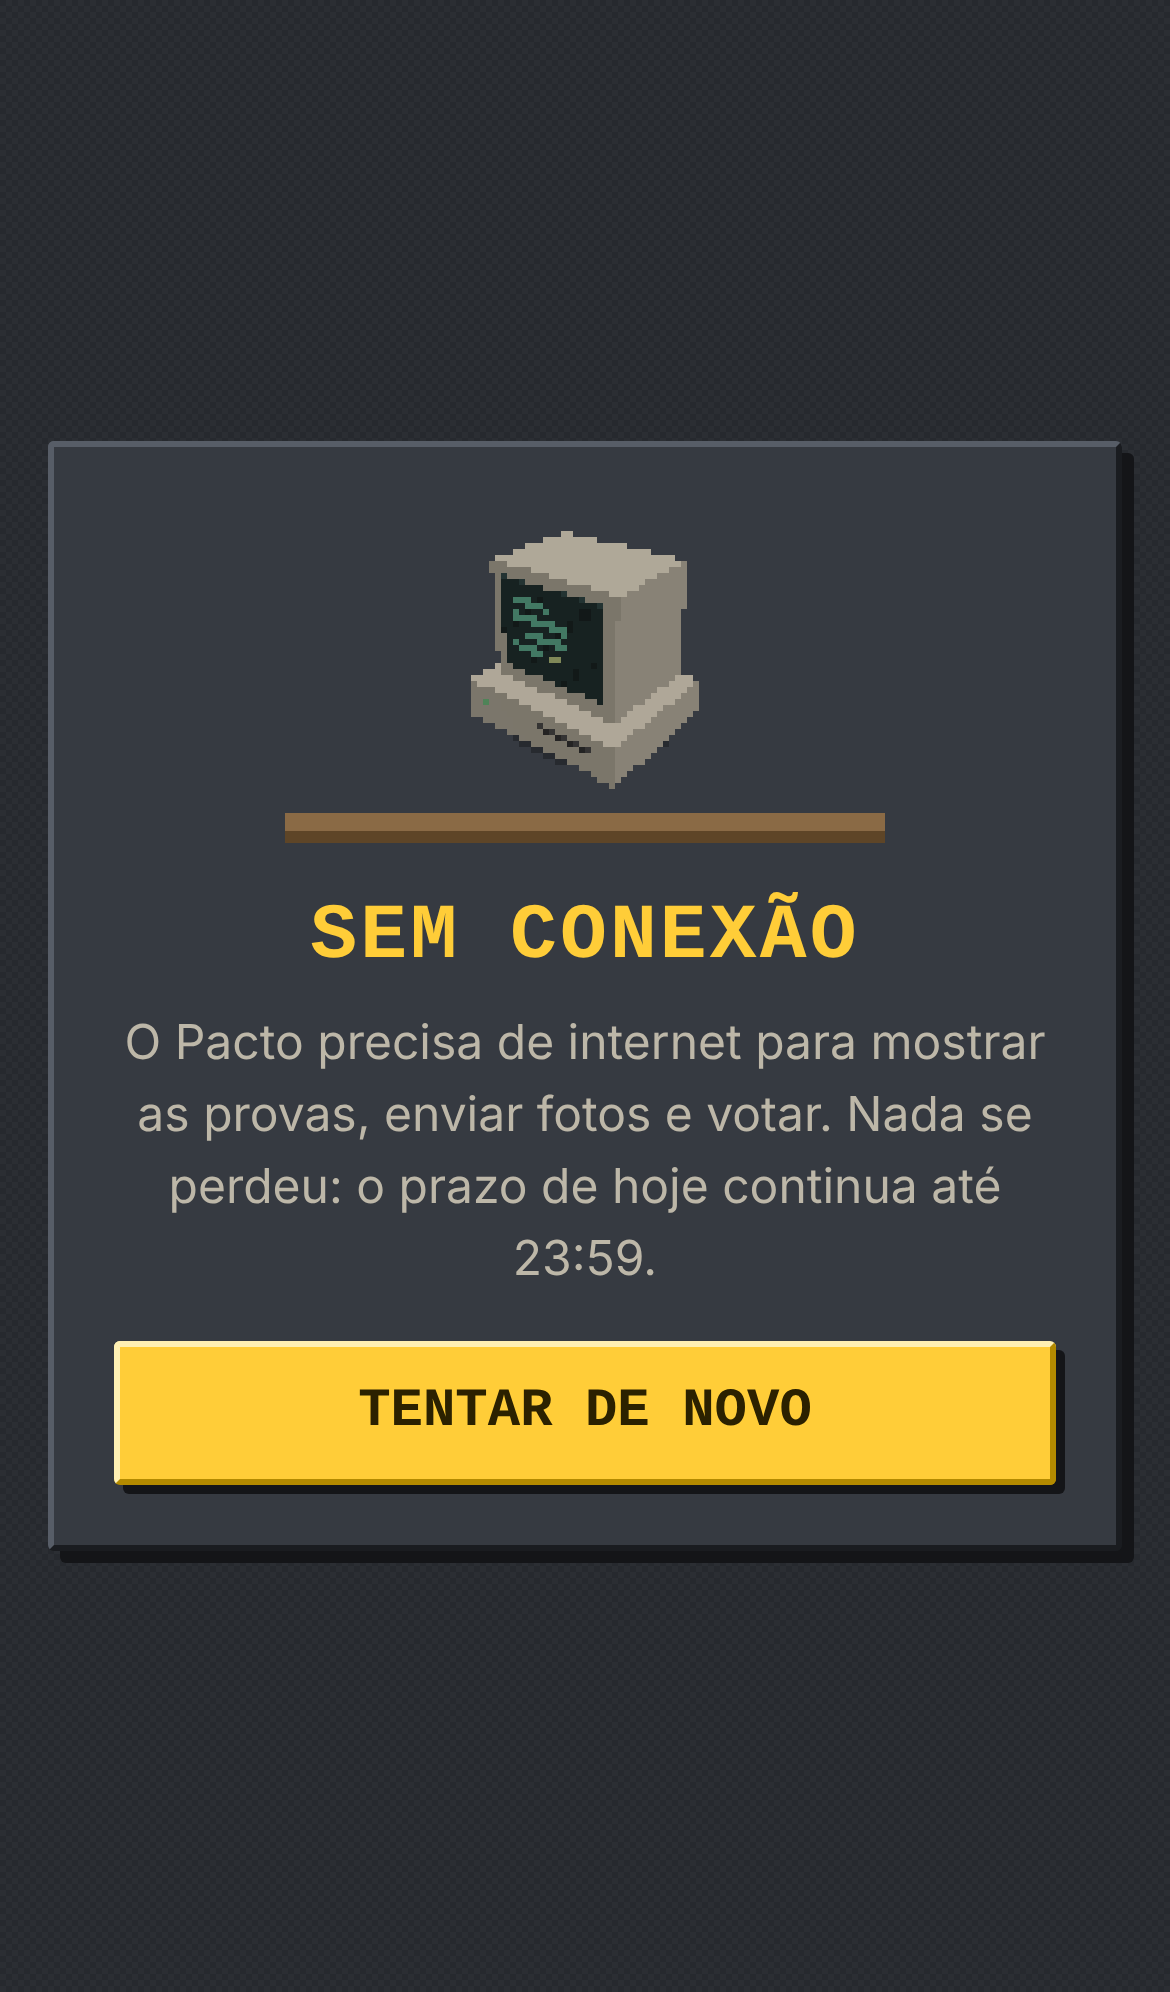 SEM CONEXÃO
O Pacto precisa de internet para mostrar
as provas, enviar fotos e votar. Nada se
perdeu: o prazo de hoje continua até
23:59.
TENTAR DE NOVO